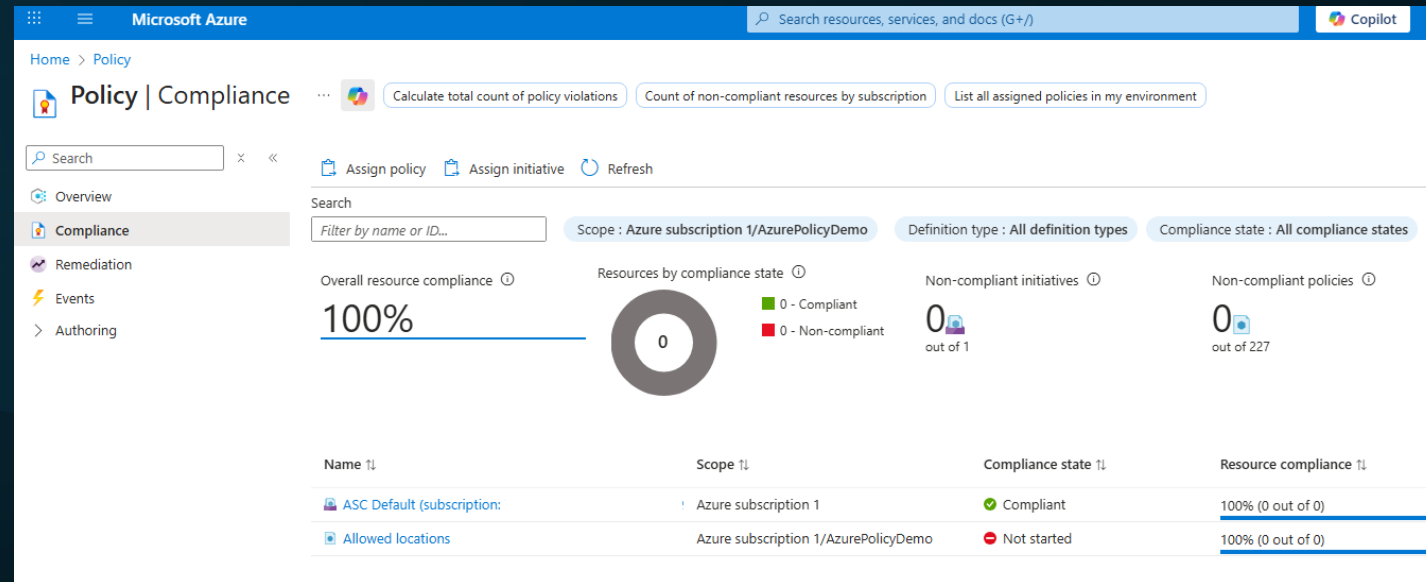 Microsoft Azure
Search resources, services, and docs (G+/)
Copilot
Home > Policy
Policy | Compliance
...
Calculate total count of policy violations
Count of non-compliant resources by subscription
List all assigned policies in my environment
Search
Overview
Compliance
Remediation
Events
Authoring
Assign policy
Assign initiative
Refresh
Search
Filter by name or ID...
Scope : Azure subscription 1/AzurePolicyDemo
Definition type : All definition types
Compliance state : All compliance states
Overall resource compliance
100%
Resources by compliance state
0
0 - Compliant
0 - Non-compliant
Non-compliant initiatives
0
out of 1
Non-compliant policies
0
out of 227
Name Scope Compliance state Resource compliance
ASC Default (subscription: Azure subscription 1 Compliant 100% (0 out of 0)
Allowed locations Azure subscription 1/AzurePolicyDemo Not started 100% (0 out of 0)